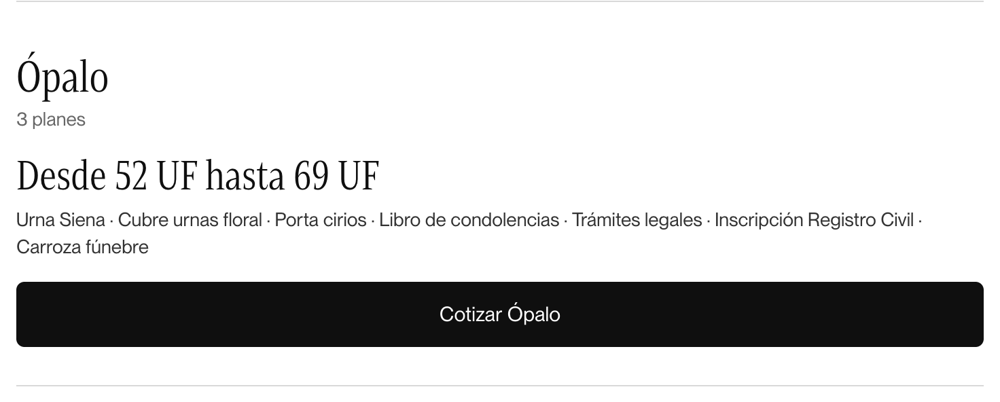 Ópalo
3 planes
Desde 52 UF hasta 69 UF
Urna Siena · Cubre urnas floral · Porta cirios · Libro de condolencias · Trámites legales · Inscripción Registro Civil ·
Carroza fúnebre
Cotizar Ópalo